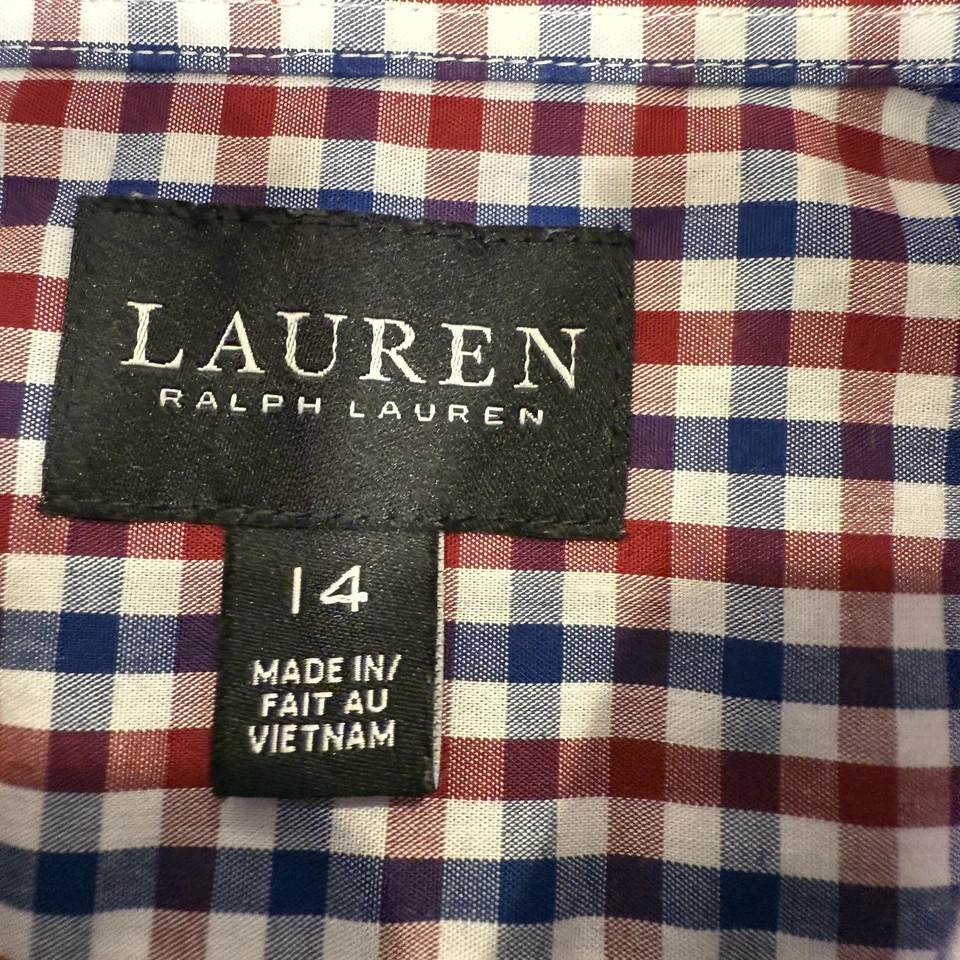 LAUREN
RALPH LAUREN
14
MADE IN/
FAIT AU
VIETNAM